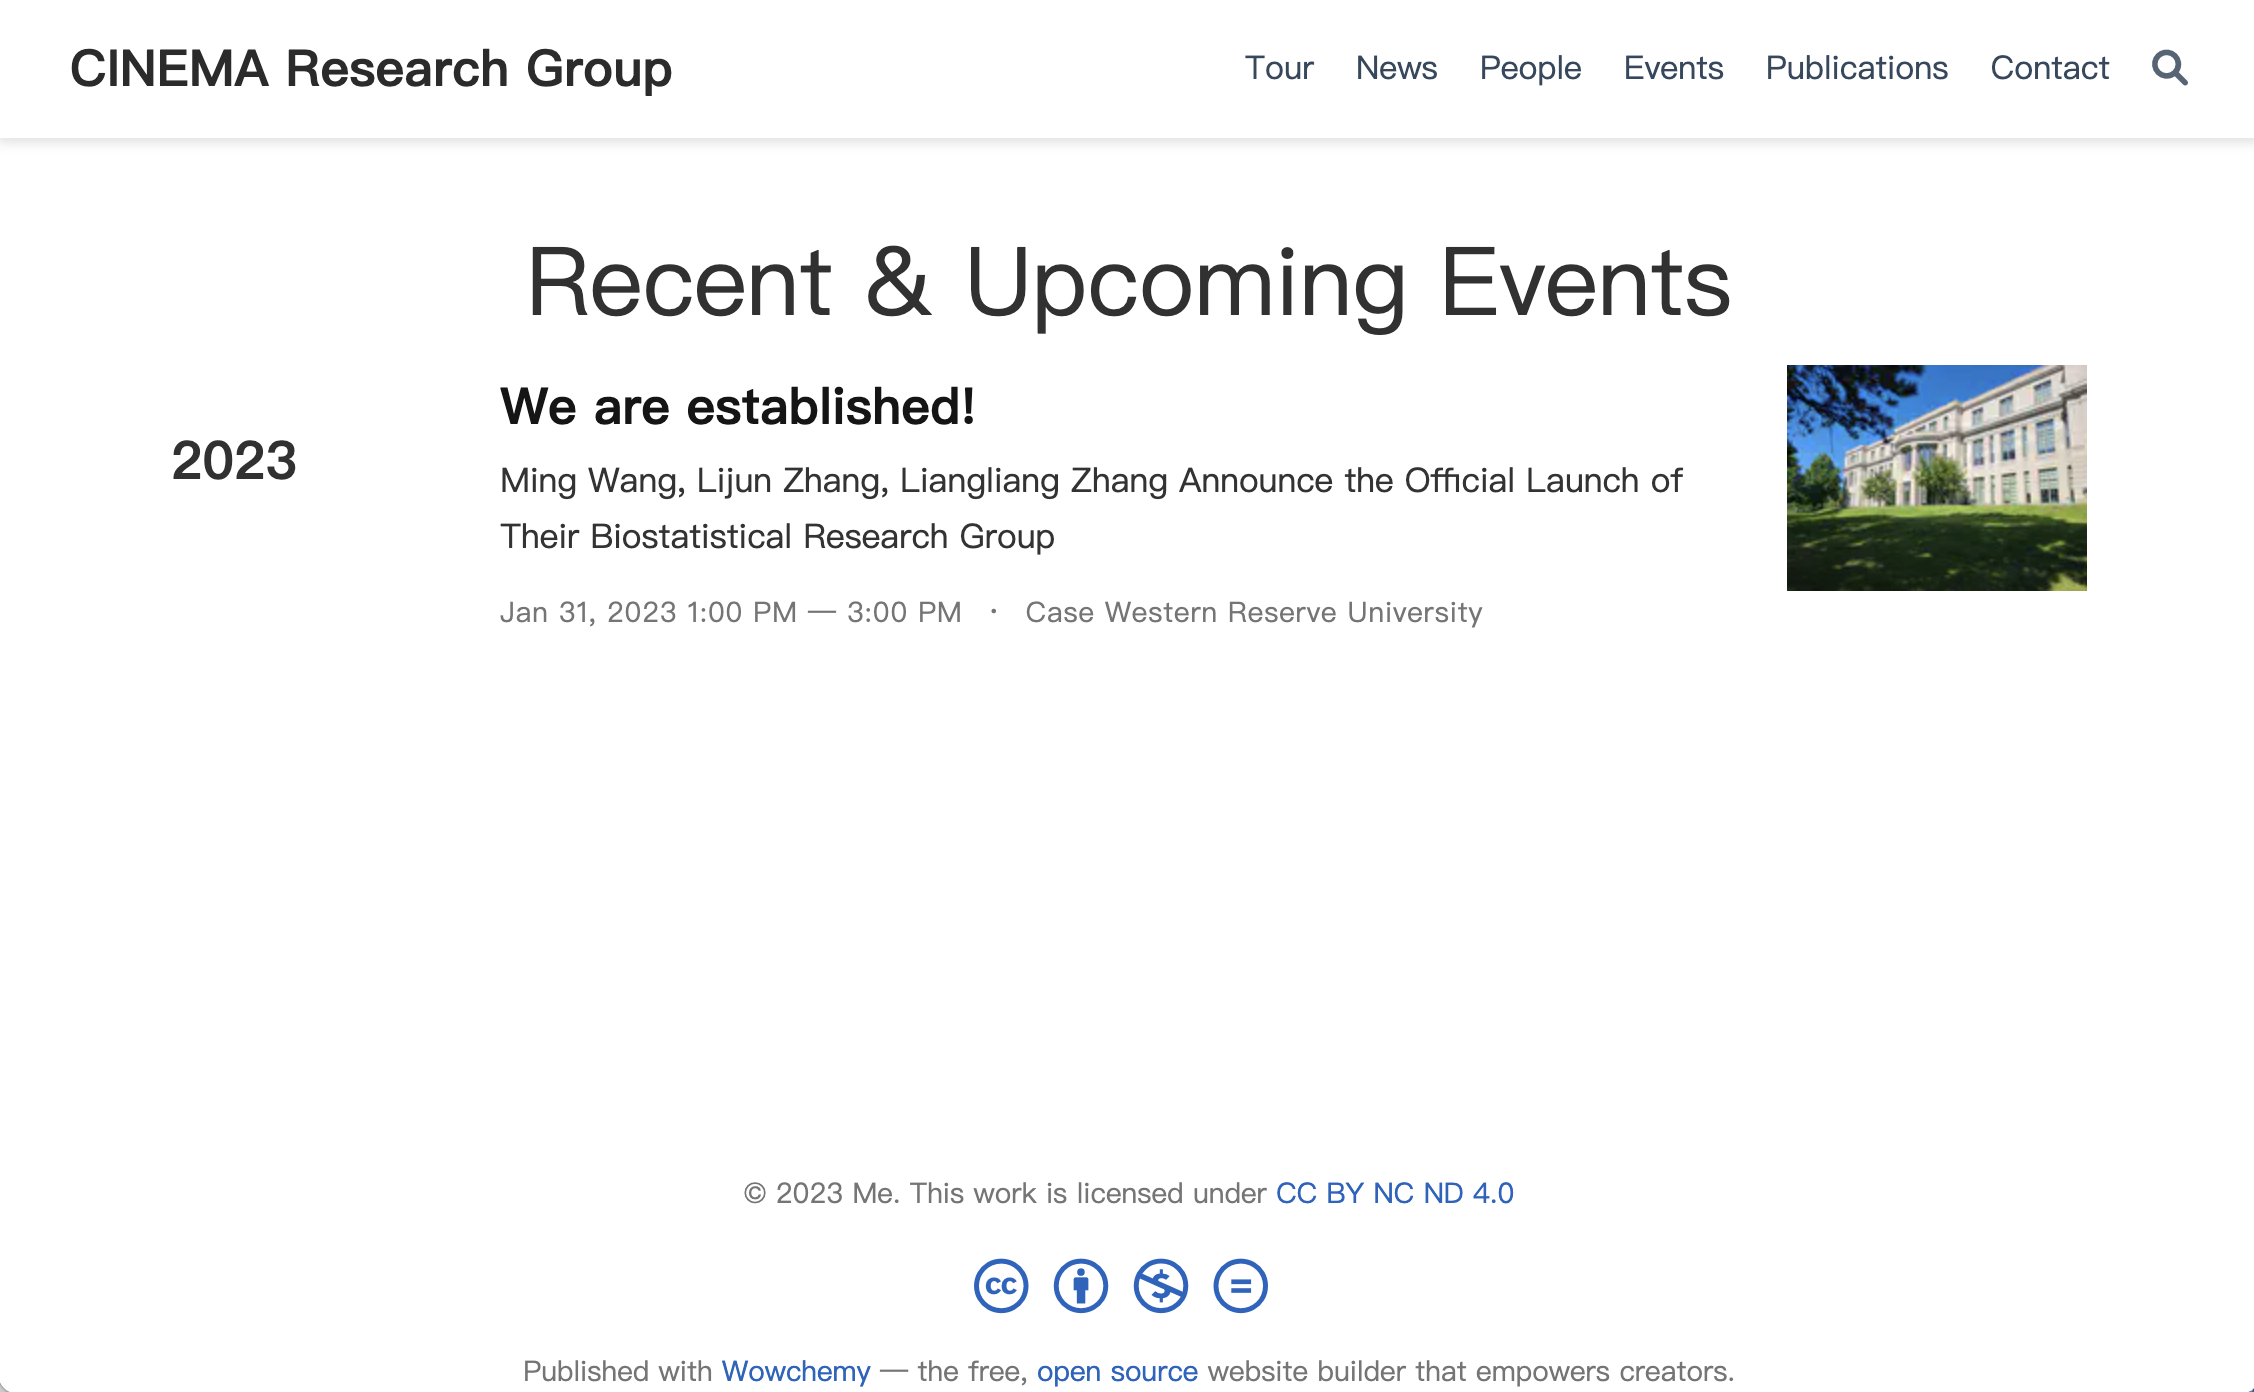 CINEMA Research Group
Tour News People Events Publications Contact
Recent & Upcoming Events
2023
We are established!
Ming Wang, Lijun Zhang, Liangliang Zhang Announce the Official Launch of
Their Biostatistical Research Group
Jan 31, 2023 1:00 PM — 3:00 PM · Case Western Reserve University
© 2023 Me. This work is licensed under CC BY NC ND 4.0
cc $ =
Published with Wowchemy — the free, open source website builder that empowers creators.